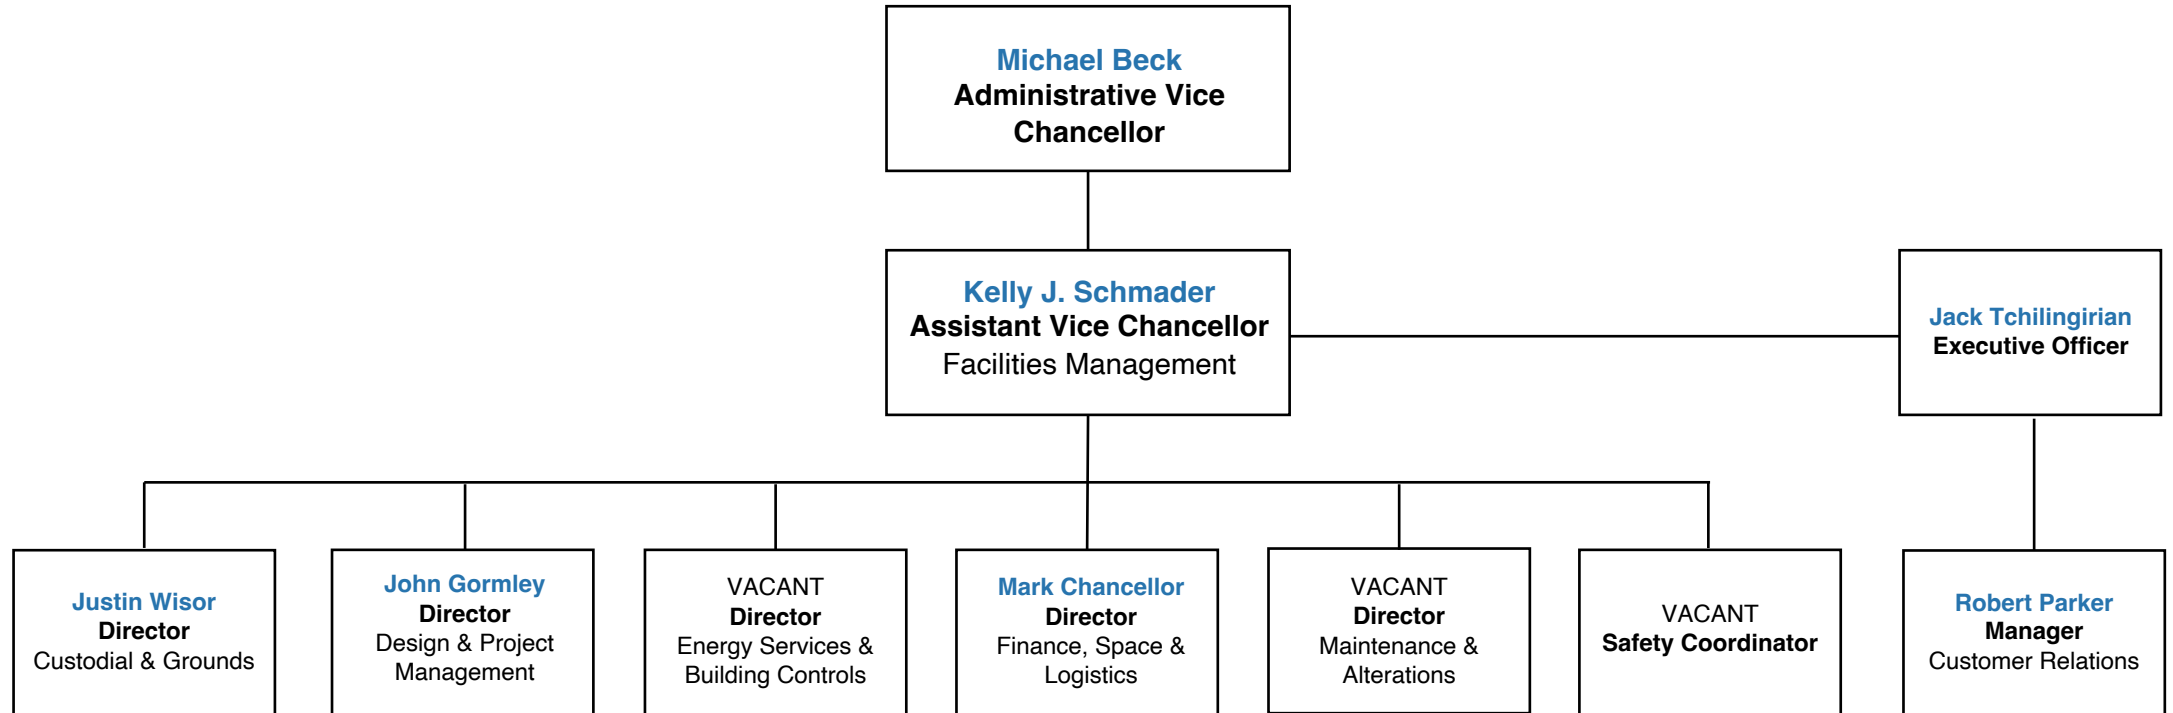 Michael Beck
Administrative Vice
Chancellor
Kelly J. Schmader
Assistant Vice Chancellor
Facilities Management
Jack Tchilingirian
Executive Officer
Justin Wisor
Director
Custodial & Grounds
John Gormley
Director
Design & Project
Management
VACANT
Director
Energy Services &
Building Controls
Mark Chancellor
Director
Finance, Space &
Logistics
VACANT
Director
Maintenance &
Alterations
VACANT
Safety Coordinator
Robert Parker
Manager
Customer Relations